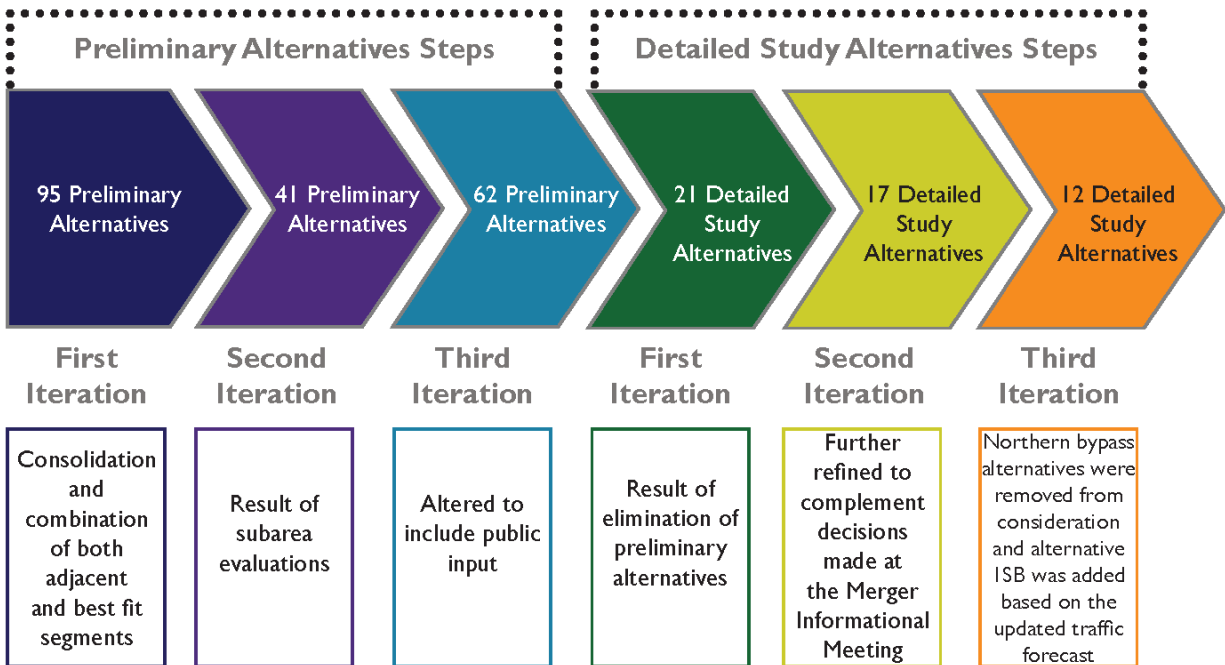 Preliminary Alternatives Steps
Detailed Study Alternatives Steps
95 Preliminary
Alternatives
41 Preliminary
Alternatives
62 Preliminary
Alternatives
21 Detailed
Study
Alternatives
17 Detailed
Study
Alternatives
12 Detailed
Study
Alternatives
First
Iteration
Second
Iteration
Third
Iteration
First
Iteration
Second
Iteration
Third
Iteration
Consolidation
and
combination
of both
adjacent
and best fit
segments
Result of
subarea
evaluations
Altered to
include public
input
Result of
elimination of
preliminary
alternatives
Further
refined to
complement
decisions
made at
the Merger
Informational
Meeting
Northern bypass
alternatives were
removed from
consideration
and alternative
1SB was added
based on the
updated traffic
forecast